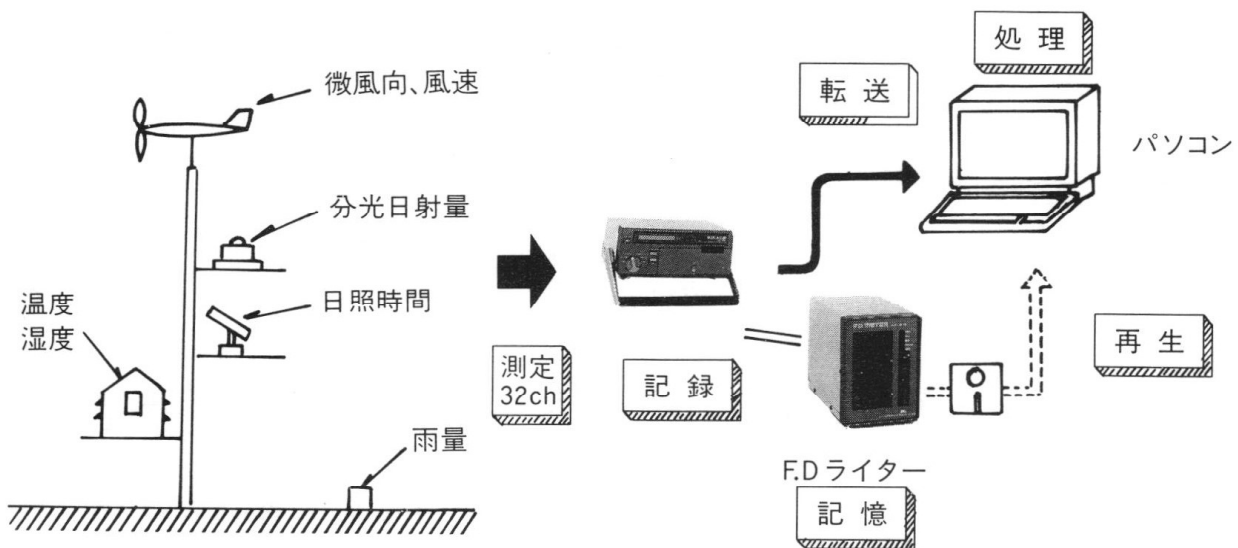 微風向、風速
分光日射量
日照時間
温度
湿度
雨量
測定
32ch
記録
転送
処理
パソコン
再生
F.Dライター
記憶